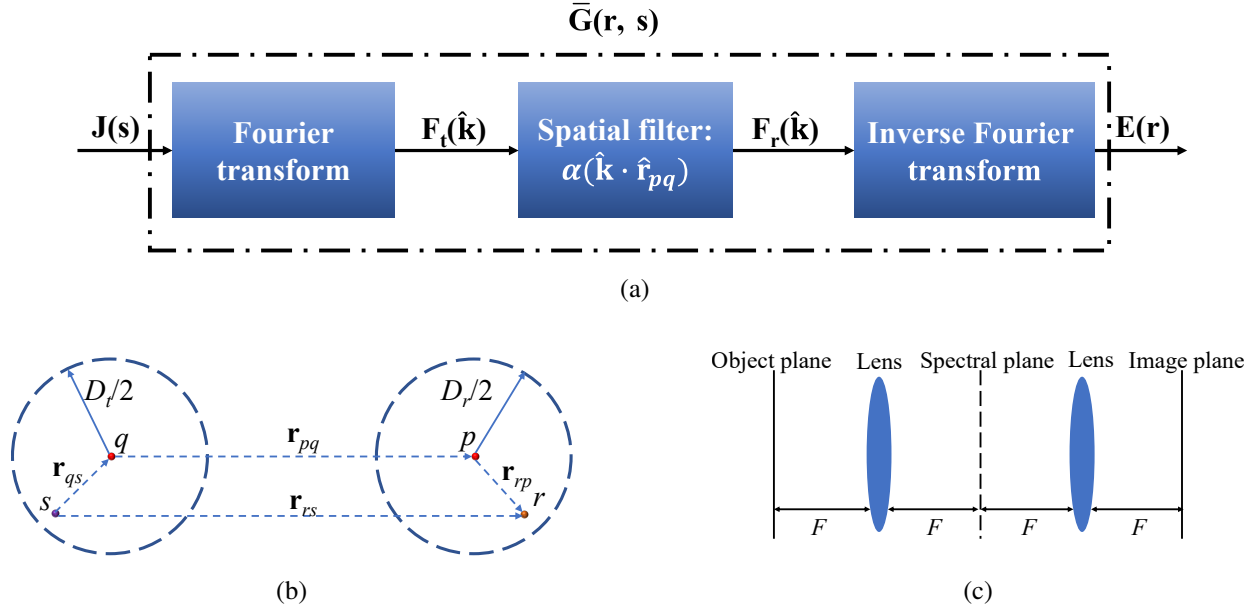 Ḡ(r, s)
J(s)
Fourier
transform
F_t(k̂)
Spatial filter:
α(k̂ · r̂_pq)
F_r(k̂)
Inverse Fourier
transform
E(r)
(a)
D_t/2
q
r_pq
r_qs
s
D_r/2
p
r_rp
r
r_rs
(b)
Object plane
Lens
Spectral plane
Lens
Image plane
F
F
F
F
(c)